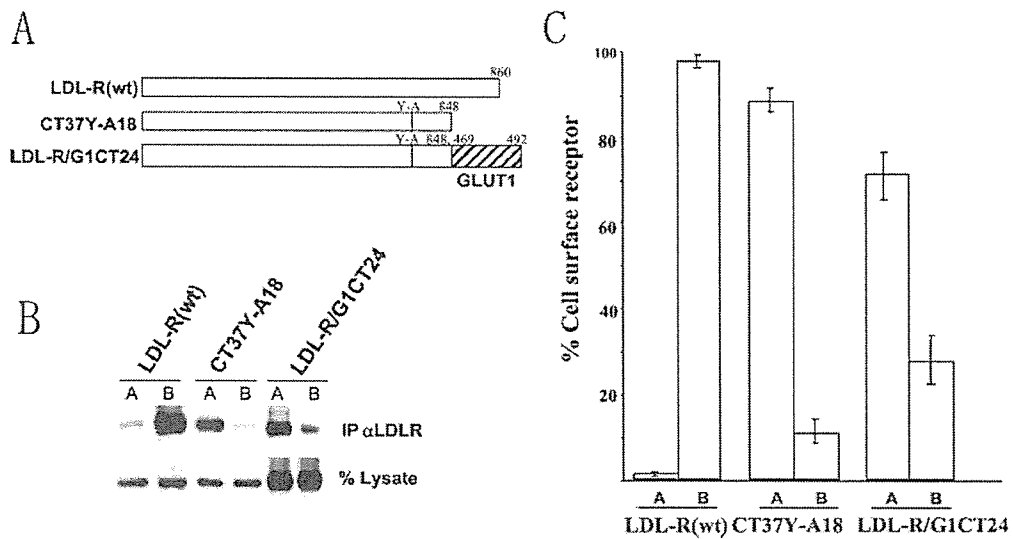 A
LDL-R(wt)
860
CT37Y-A18
Y-A 848
LDL-R/G1CT24
Y-A 848, 469 492
GLUT1
B
LDL-R(wt)
CT37Y-A18
LDL-R/G1CT24
A B A B A B
IP αLDLR
% Lysate
C
% Cell surface receptor
100
80
60
40
20
A B A B A B
LDL-R(wt) CT37Y-A18 LDL-R/G1CT24